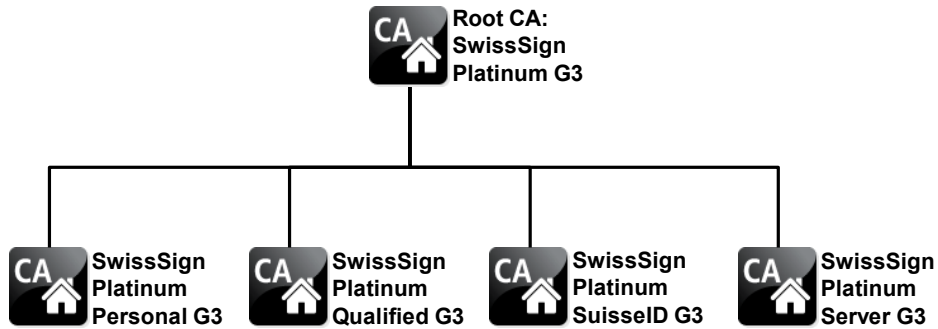 CA
Root CA:
SwissSign
Platinum G3
CA
SwissSign
Platinum
Personal G3
CA
SwissSign
Platinum
Qualified G3
CA
SwissSign
Platinum
SuisseID G3
CA
SwissSign
Platinum
Server G3